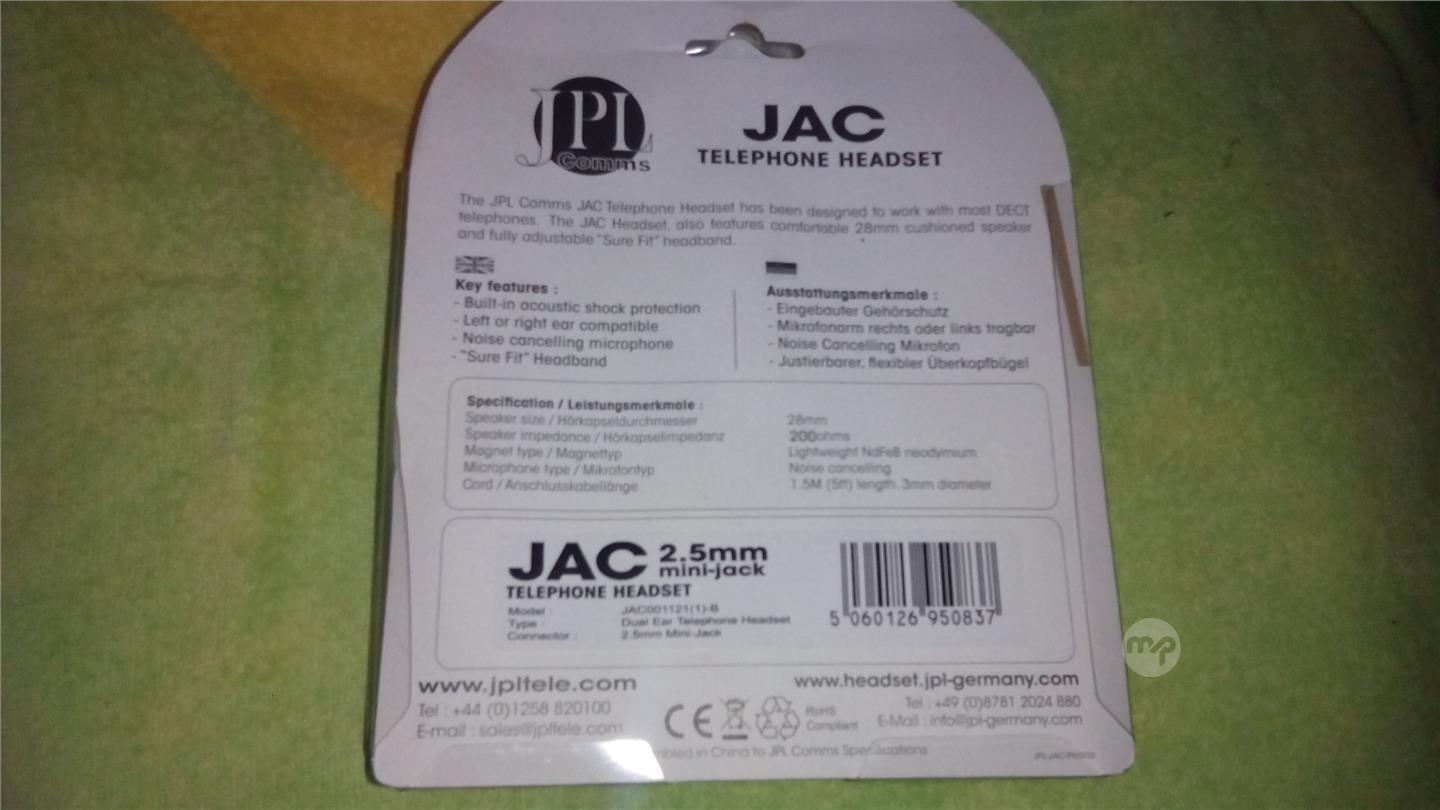 JPL
Comms
JAC
TELEPHONE HEADSET
The JPL Comms JAC Telephone Headset has been designed to work with most DECT
telephones. The JAC Headset, also features comfortable 28mm cushioned speaker
and fully adjustable "Sure Fit" headband.
Key features :
- Built-in acoustic shock protection
- Left or right ear compatible
- Noise cancelling microphone
- "Sure Fit" Headband
Ausstattungsmerkmale :
- Eingebauter Gehörschutz
- Mikrofonarm rechts oder links tragbar
- Noise Cancelling Mikrofon
- Justierbarer, flexibler Überkopfbügel
Specification / Leistungsmerkmale :
Speaker size / Hörkapseldurchmesser 28mm
Speaker impedance / Hörkapselimpedanz 200ohms
Magnet type / Magnettyp Lightweight NdFeB neodymium
Microphone type / Mikrofontyp Noise cancelling
Cord / Anschlusskabellänge 1.5M (5ft) length, 3mm diameter
JAC 2.5mm
mini-jack
TELEPHONE HEADSET
Model : JAC001121(1)-B
Type : Dual Ear Telephone Headset
Connector : 2.5mm Mini-Jack
5 060126 950837
www.jpltele.com
Tel : +44 (0)1258 820100
E-mail : sales@jpltele.com
CE
RoHS
Compliant
www.headset.jpl-germany.com
Tel : +49 (0)8781 2024 880
E-Mail : info@jpl-germany.com
in China to JPL Comms Specifications
mp